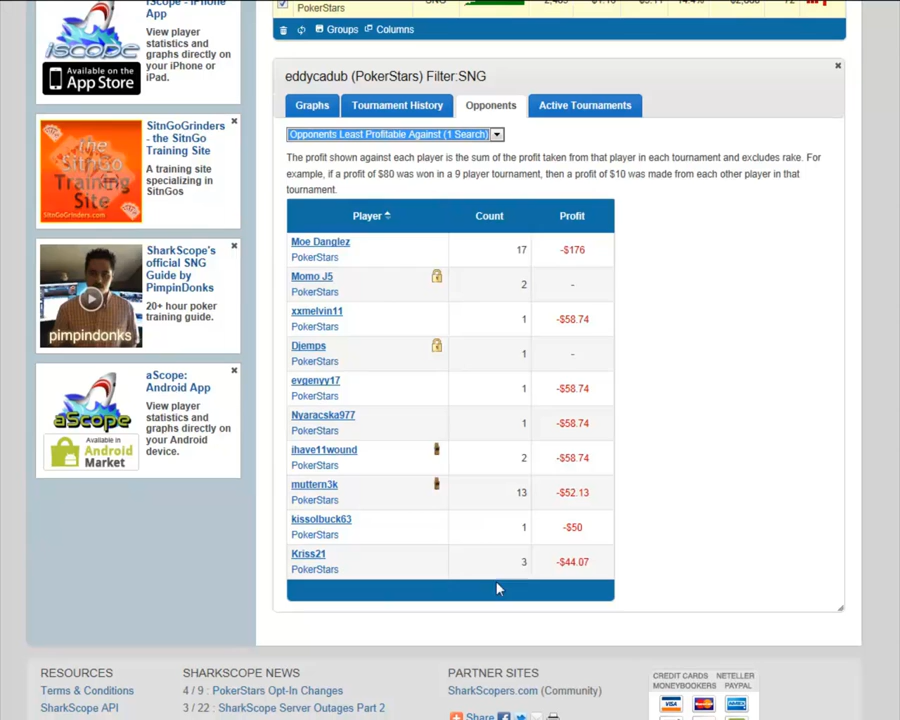 iScope - iPhone
App
View player
statistics and
graphs directly on
your iPhone or
iPad.
iscope
Available on the
App Store
SitnGoGrinders
- the SitnGo
Training Site
A training site
specializing in
SitnGos
the
SitnGo
Training
Site
SitnGoGrinders.com
SharkScope's
official SNG
Guide by
PimpinDonks
20+ hour poker
training guide.
pimpindonks
aScope:
Android App
View player
statistics and
graphs directly on
your Android
device.
aScope
Available in
Android
Market
PokerStars
Groups
Columns
eddycadub (PokerStars) Filter:SNG
Graphs
Tournament History
Opponents
Active Tournaments
Opponents Least Profitable Against (1 Search)
The profit shown against each player is the sum of the profit taken from that player in each tournament and excludes rake. For
example, if a profit of $80 was won in a 9 player tournament, then a profit of $10 was made from each other player in that
tournament.
Player Count Profit
Moe Danglez
PokerStars
17 -$176
Momo J5
PokerStars
2 -
xxmelvin11
PokerStars
1 -$58.74
Djemps
PokerStars
1 -
evgenyy17
PokerStars
1 -$58.74
Nyaracska977
PokerStars
1 -$58.74
ihave11wound
PokerStars
2 -$58.74
muttern3k
PokerStars
13 -$52.13
kissolbuck63
PokerStars
1 -$50
Kriss21
PokerStars
3 -$44.07
RESOURCES
Terms & Conditions
SharkScope API
SHARKSCOPE NEWS
4 / 9 : PokerStars Opt-In Changes
3 / 22 : SharkScope Server Outages Part 2
PARTNER SITES
SharkScopers.com (Community)
Share
CREDIT CARDS NETELLER
MONEYBOOKERS PAYPAL
VISA